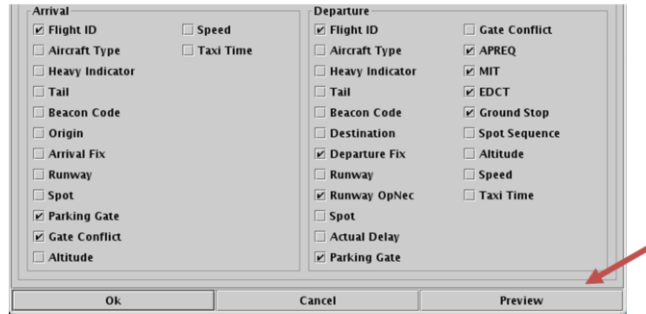 Arrival
Flight ID
Aircraft Type
Heavy Indicator
Tail
Beacon Code
Origin
Arrival Fix
Runway
Spot
Parking Gate
Gate Conflict
Altitude
Speed
Taxi Time
Departure
Flight ID
Aircraft Type
Heavy Indicator
Tail
Beacon Code
Destination
Departure Fix
Runway
Runway OpNec
Spot
Actual Delay
Parking Gate
Gate Conflict
APREQ
MIT
EDCT
Ground Stop
Spot Sequence
Altitude
Speed
Taxi Time
Ok
Cancel
Preview